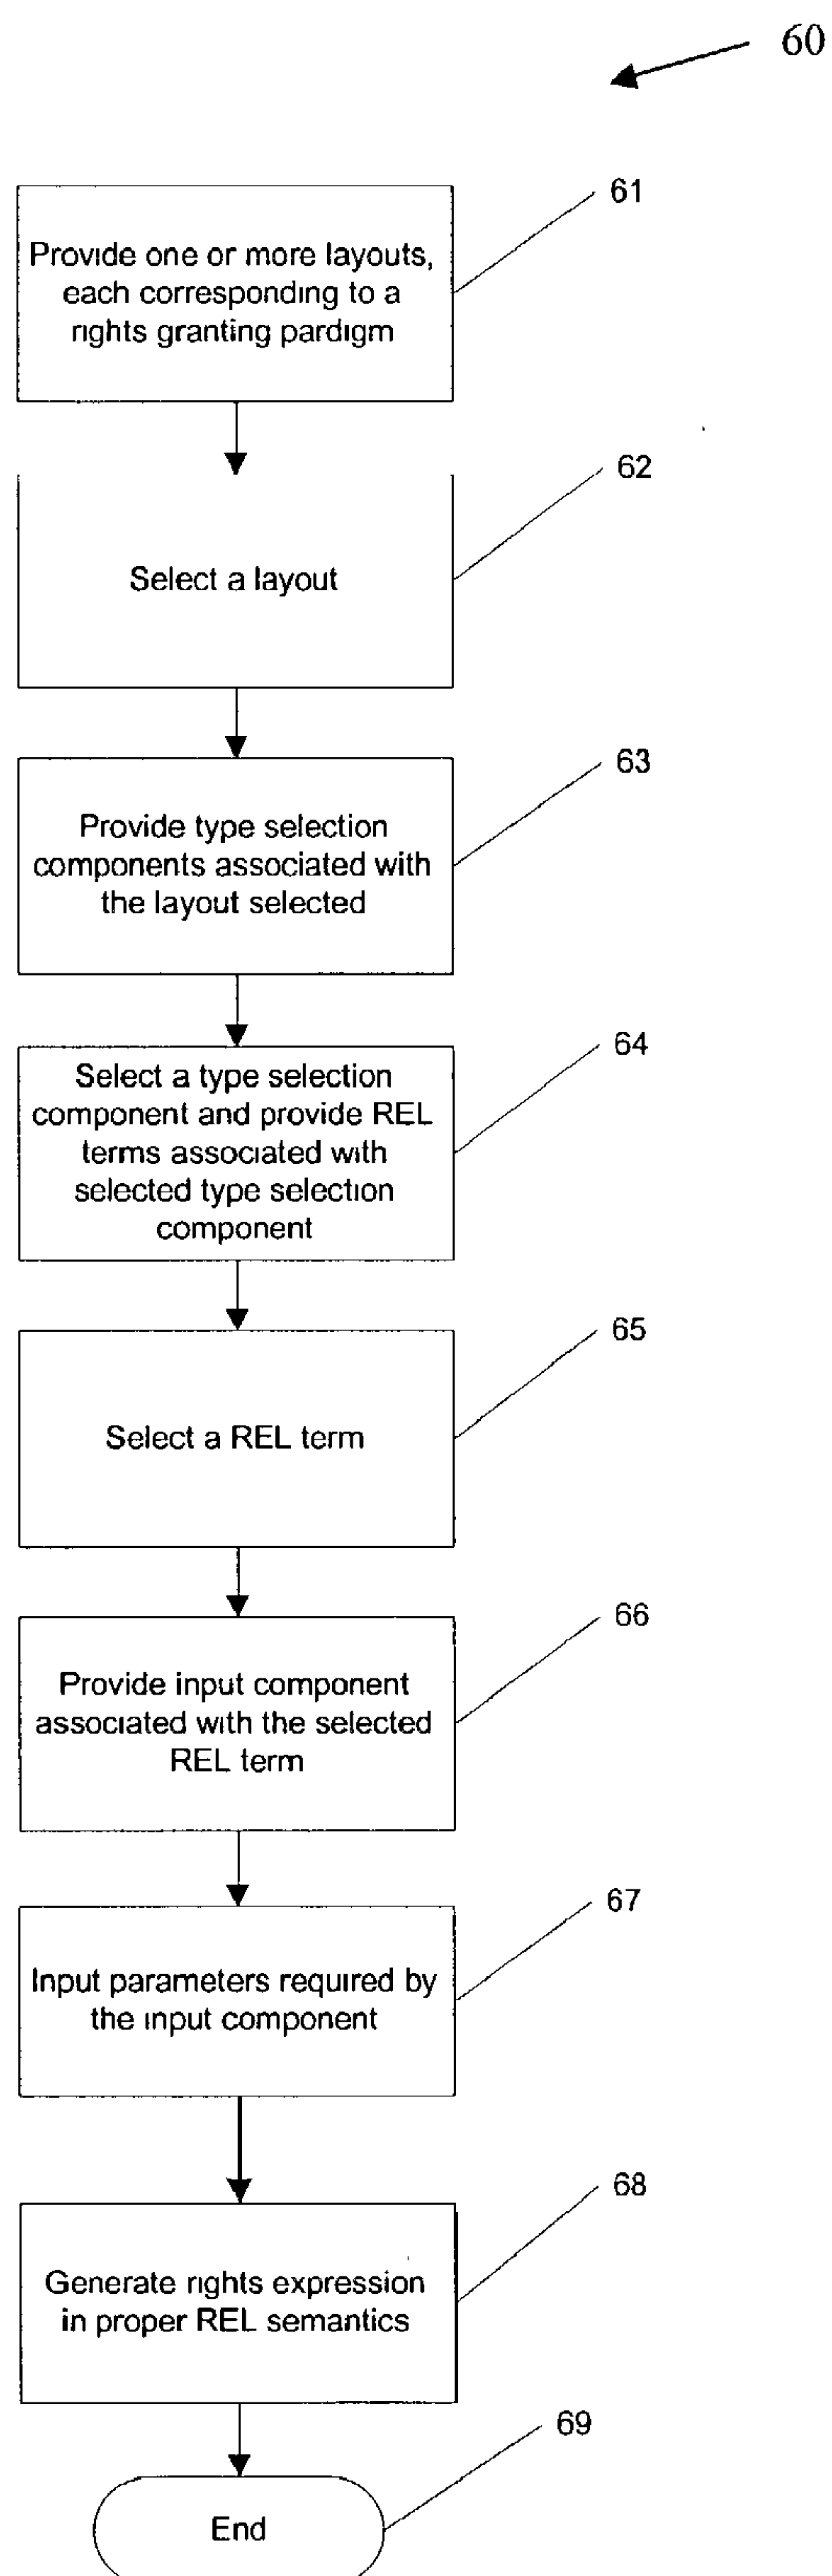 60
61
Provide one or more layouts,
each corresponding to a
rights granting pardigm
62
Select a layout
63
Provide type selection
components associated with
the layout selected
64
Select a type selection
component and provide REL
terms associated with
selected type selection
component
65
Select a REL term
66
Provide input component
associated with the selected
REL term
67
Input parameters required by
the input component
68
Generate rights expression
in proper REL semantics
69
End